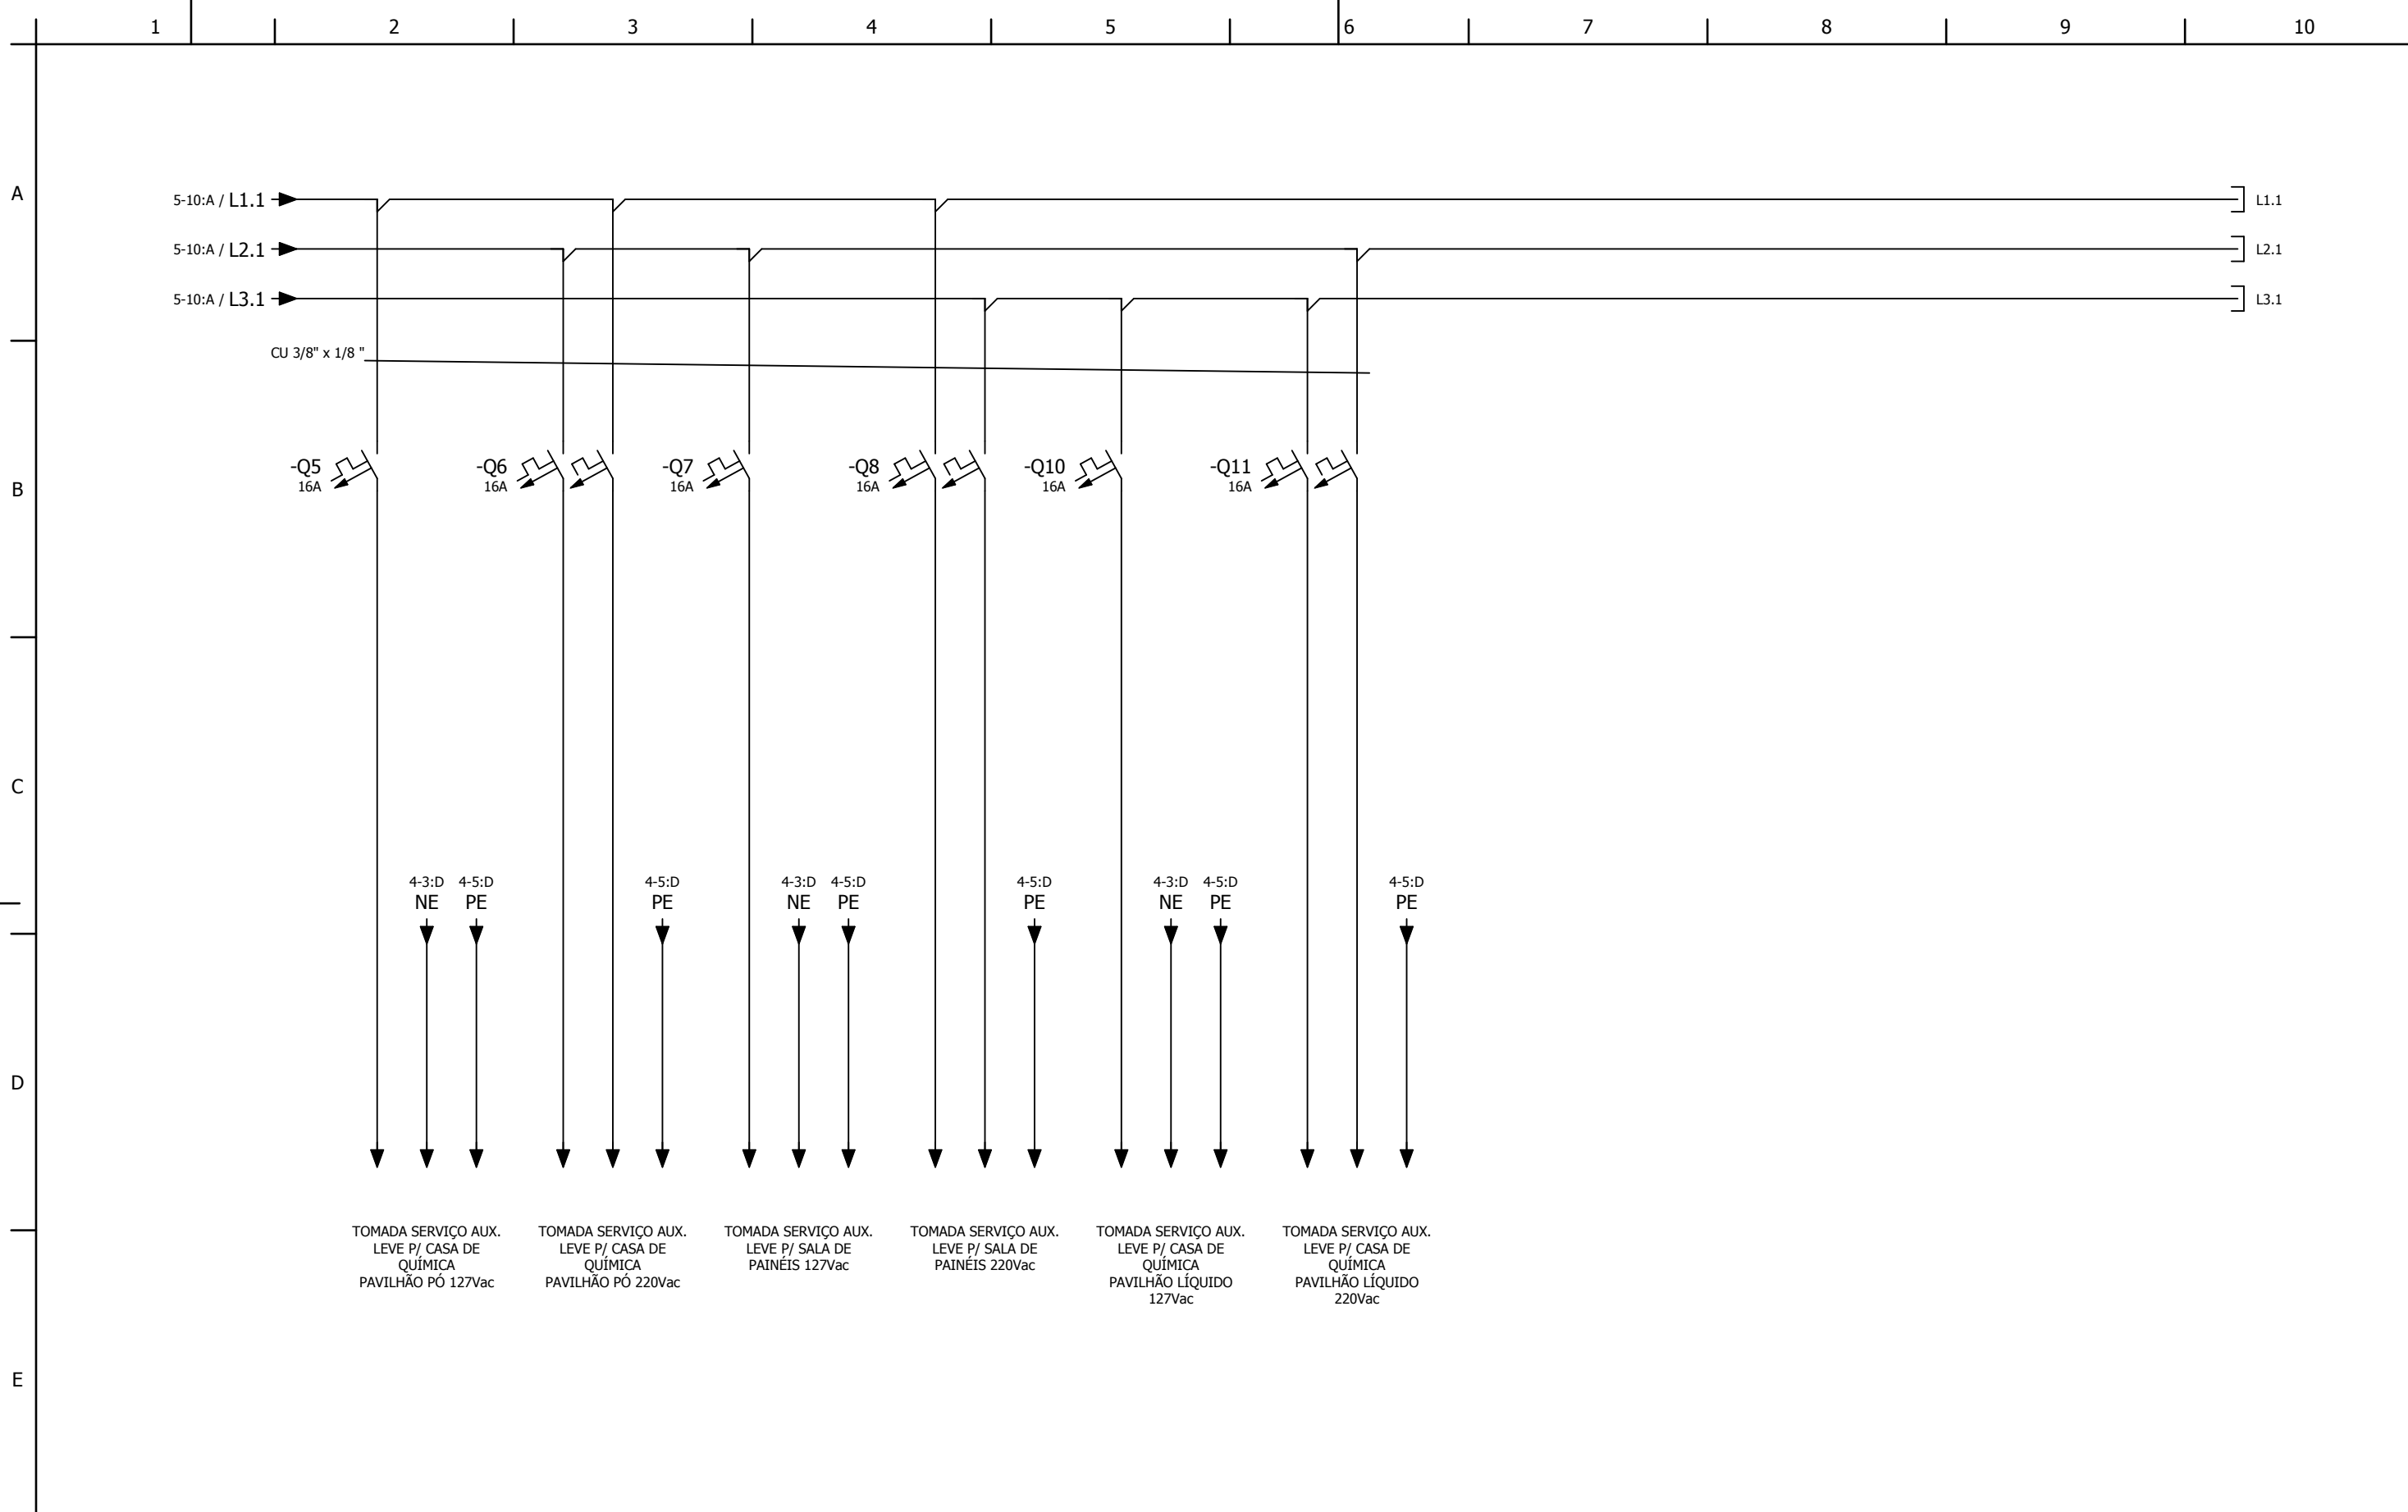 1 2 3 4 5 6 7 8 9 10
A
5-10:A / L1.1
L1.1
5-10:A / L2.1
L2.1
5-10:A / L3.1
L3.1
CU 3/8" x 1/8 "
B
-Q5
16A
-Q6
16A
-Q7
16A
-Q8
16A
-Q10
16A
-Q11
16A
C
4-3:D
NE
4-5:D
PE
4-5:D
PE
4-3:D
NE
4-5:D
PE
4-5:D
PE
4-3:D
NE
4-5:D
PE
4-5:D
PE
D
TOMADA SERVIÇO AUX.
LEVE P/ CASA DE
QUÍMICA
PAVILHÃO PÓ 127Vac
TOMADA SERVIÇO AUX.
LEVE P/ CASA DE
QUÍMICA
PAVILHÃO PÓ 220Vac
TOMADA SERVIÇO AUX.
LEVE P/ SALA DE
PAINÉIS 127Vac
TOMADA SERVIÇO AUX.
LEVE P/ SALA DE
PAINÉIS 220Vac
TOMADA SERVIÇO AUX.
LEVE P/ CASA DE
QUÍMICA
PAVILHÃO LÍQUIDO
127Vac
TOMADA SERVIÇO AUX.
LEVE P/ CASA DE
QUÍMICA
PAVILHÃO LÍQUIDO
220Vac
E